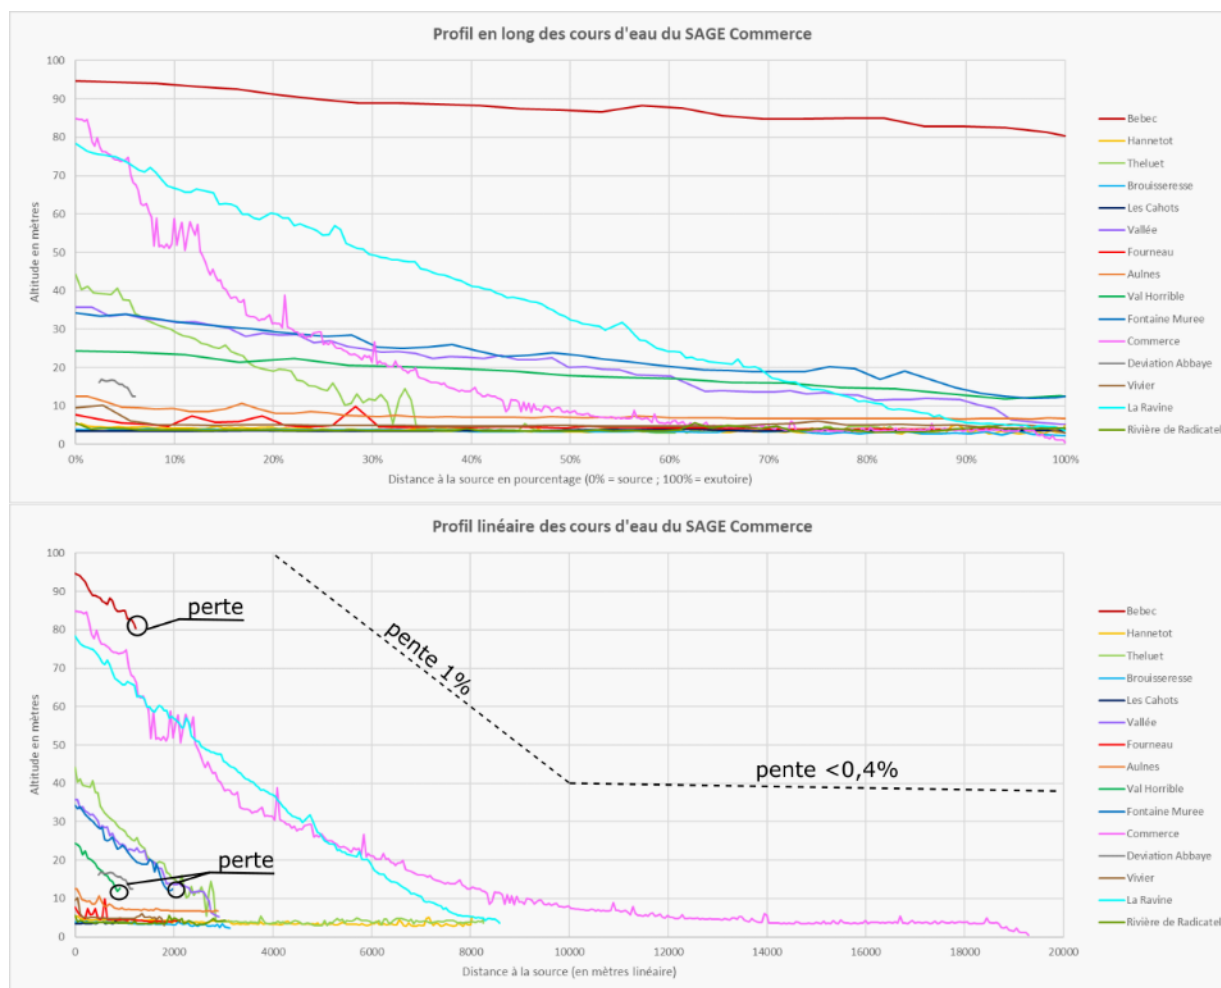 Profil en long des cours d'eau du SAGE Commerce
Altitude en mètres
100
90
80
70
60
50
40
30
20
10
0
0% 10% 20% 30% 40% 50% 60% 70% 80% 90% 100%
Distance à la source en pourcentage (0% = source ; 100% = exutoire)
Bebec
Hannetot
Theluet
Brouisseresse
Les Cahots
Vallée
Fourneau
Aulnes
Val Horrible
Fontaine Muree
Commerce
Deviation Abbaye
Vivier
La Ravine
Rivière de Radicatel
Profil linéaire des cours d'eau du SAGE Commerce
Altitude en mètres
100
90
80
70
60
50
40
30
20
10
0
perte
pente 1%
pente <0,4%
perte
0 2000 4000 6000 8000 10000 12000 14000 16000 18000 20000
Distance à la source (en mètres linéaire)
Bebec
Hannetot
Theluet
Brouisseresse
Les Cahots
Vallée
Fourneau
Aulnes
Val Horrible
Fontaine Muree
Commerce
Deviation Abbaye
Vivier
La Ravine
Rivière de Radicatel